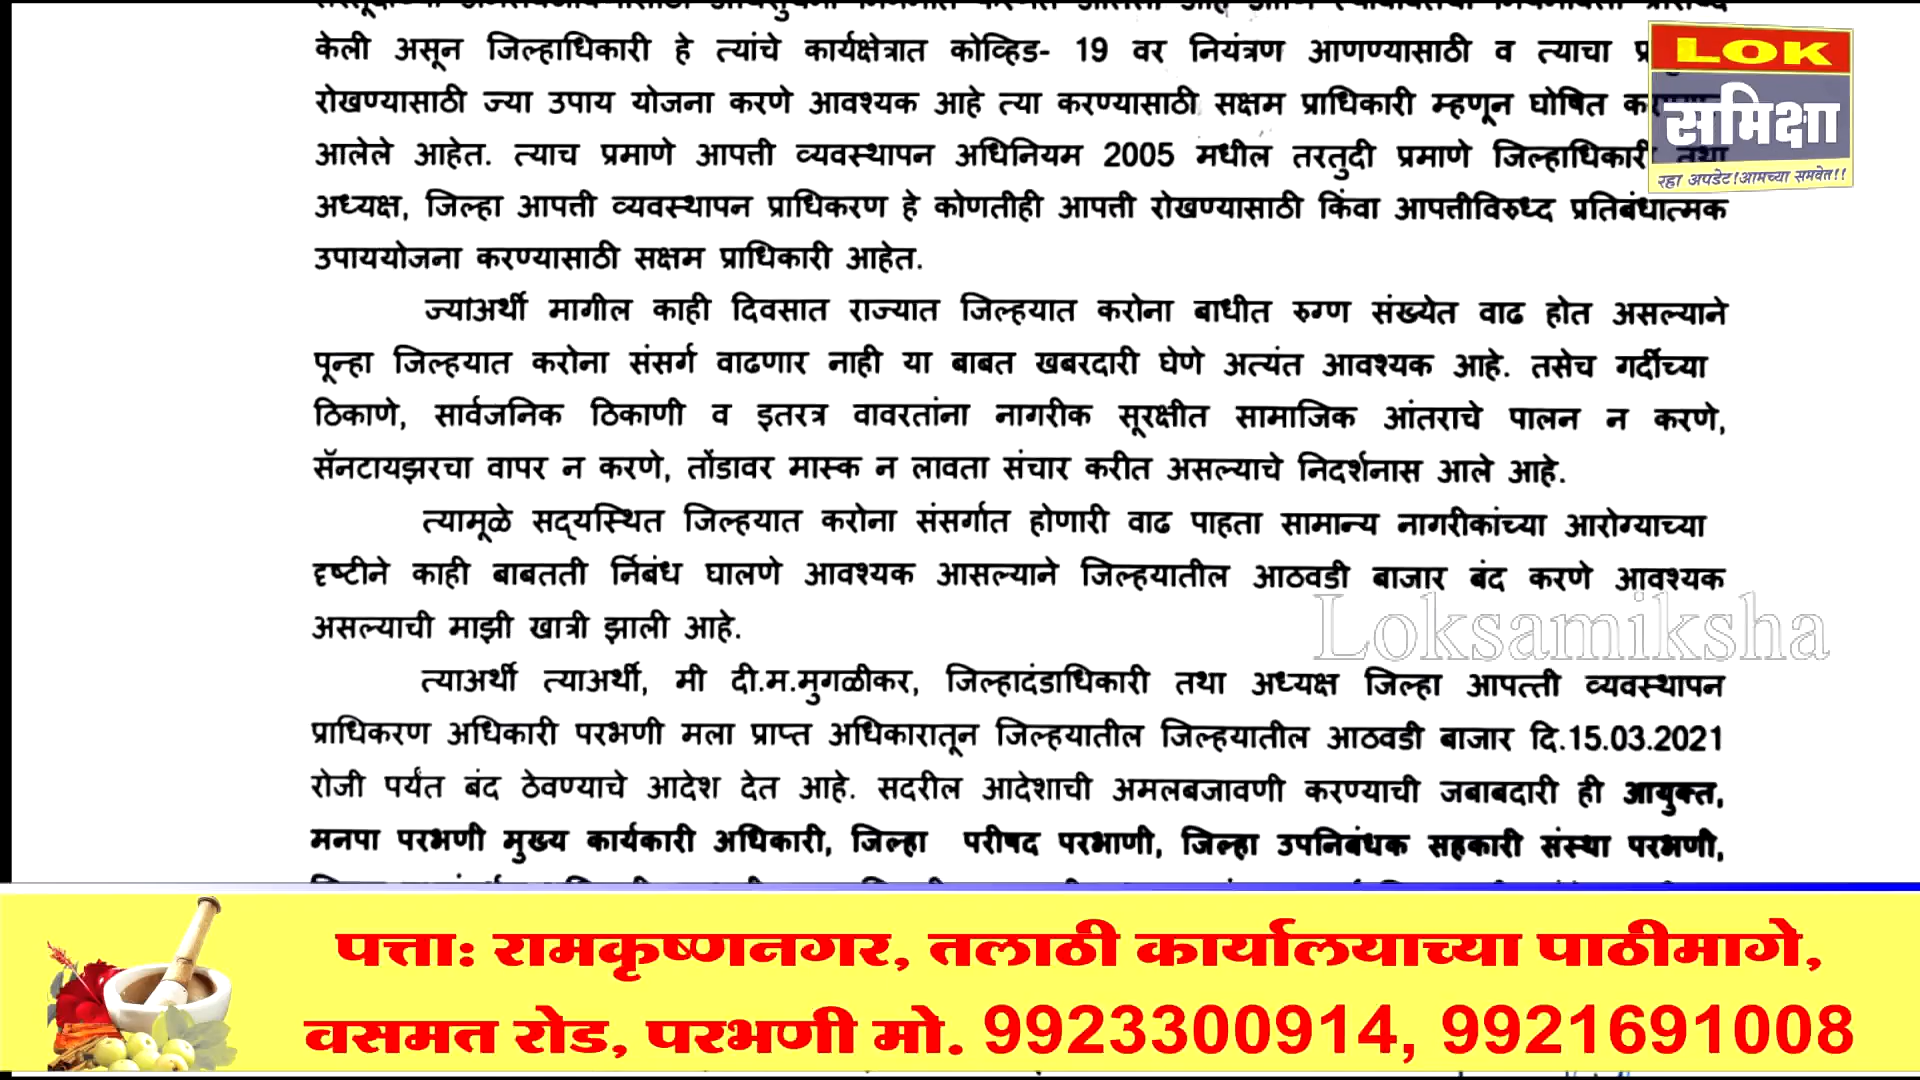 केली असून जिल्हाधिकारी हे त्यांचे कार्यक्षेत्रात कोव्हिड- 19 वर नियंत्रण आणण्यासाठी व त्याचा
रोखण्यासाठी ज्या उपाय योजना करणे आवश्यक आहे त्या करण्यासाठी सक्षम प्राधिकारी म्हणून घोषित
आलेले आहेत. त्याच प्रमाणे आपत्ती व्यवस्थापन अधिनियम 2005 मधील तरतुदी प्रमाणे जिल्हाधिकारी तथा
अध्यक्ष, जिल्हा आपत्ती व्यवस्थापन प्राधिकरण हे कोणतीही आपत्ती रोखण्यासाठी किंवा आपत्तीविरुध्द प्रतिबंधात्मक
उपाययोजना करण्यासाठी सक्षम प्राधिकारी आहेत.
ज्याअर्थी मागील काही दिवसात राज्यात जिल्हयात करोना बाधीत रुग्ण संख्येत वाढ होत असल्याने
पून्हा जिल्हयात करोना संसर्ग वाढणार नाही या बाबत खबरदारी घेणे अत्यंत आवश्यक आहे. तसेच गर्दीच्या
ठिकाणे, सार्वजनिक ठिकाणी व इतरत्र वावरतांना नागरीक सूरक्षीत सामाजिक आंतराचे पालन न करणे,
सॅनटायझरचा वापर न करणे, तोंडावर मास्क न लावता संचार करीत असल्याचे निदर्शनास आले आहे.
त्यामूळे सद्यस्थित जिल्हयात करोना संसर्गात होणारी वाढ पाहता सामान्य नागरीकांच्या आरोग्याच्या
दृष्टीने काही बाबतती र्निबंध घालणे आवश्यक आसल्याने जिल्हयातील आठवडी बाजार बंद करणे आवश्यक
असल्याची माझी खात्री झाली आहे.
त्याअर्थी त्याअर्थी, मी दी.म.मुगळीकर, जिल्हादंडाधिकारी तथा अध्यक्ष जिल्हा आपत्ती व्यवस्थापन
प्राधिकरण अधिकारी परभणी मला प्राप्त अधिकारातून जिल्हयातील जिल्हयातील आठवडी बाजार दि.15.03.2021
रोजी पर्यंत बंद ठेवण्याचे आदेश देत आहे. सदरील आदेशाची अमलबजावणी करण्याची जबाबदारी ही आयुक्त,
मनपा परभणी मुख्य कार्यकारी अधिकारी, जिल्हा परीषद परभाणी, जिल्हा उपनिबंधक सहकारी संस्था परभणी,
LOK
समिक्षा
रहा अपडेट!आमच्या समवेत!!
Loksamiksha
पत्ता: रामकृष्णनगर, तलाठी कार्यालयाच्या पाठीमागे,
वसमत रोड, परभणी मो. 9923300914, 9921691008